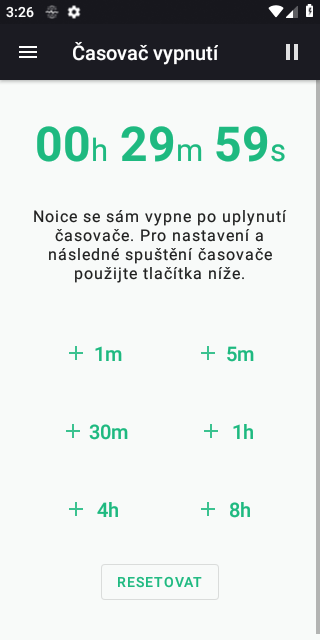 3:26
Časovač vypnutí
00h 29m 59s
Noice se sám vypne po uplynutí
časovače. Pro nastavení a
následné spuštění časovače
použijte tlačítka níže.
+ 1m + 5m
+ 30m + 1h
+ 4h + 8h
RESETOVAT